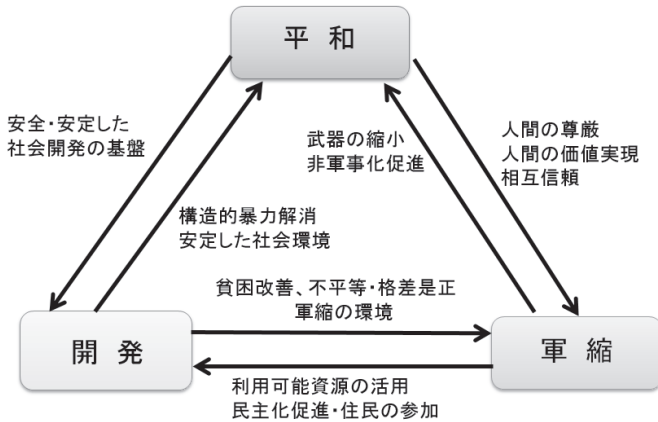 平 和
安全・安定した
社会開発の基盤
武器の縮小
非軍事化促進
人間の尊厳
人間の価値実現
相互信頼
構造的暴力解消
安定した社会環境
貧困改善、不平等・格差是正
軍縮の環境
開 発
軍 縮
利用可能資源の活用
民主化促進・住民の参加